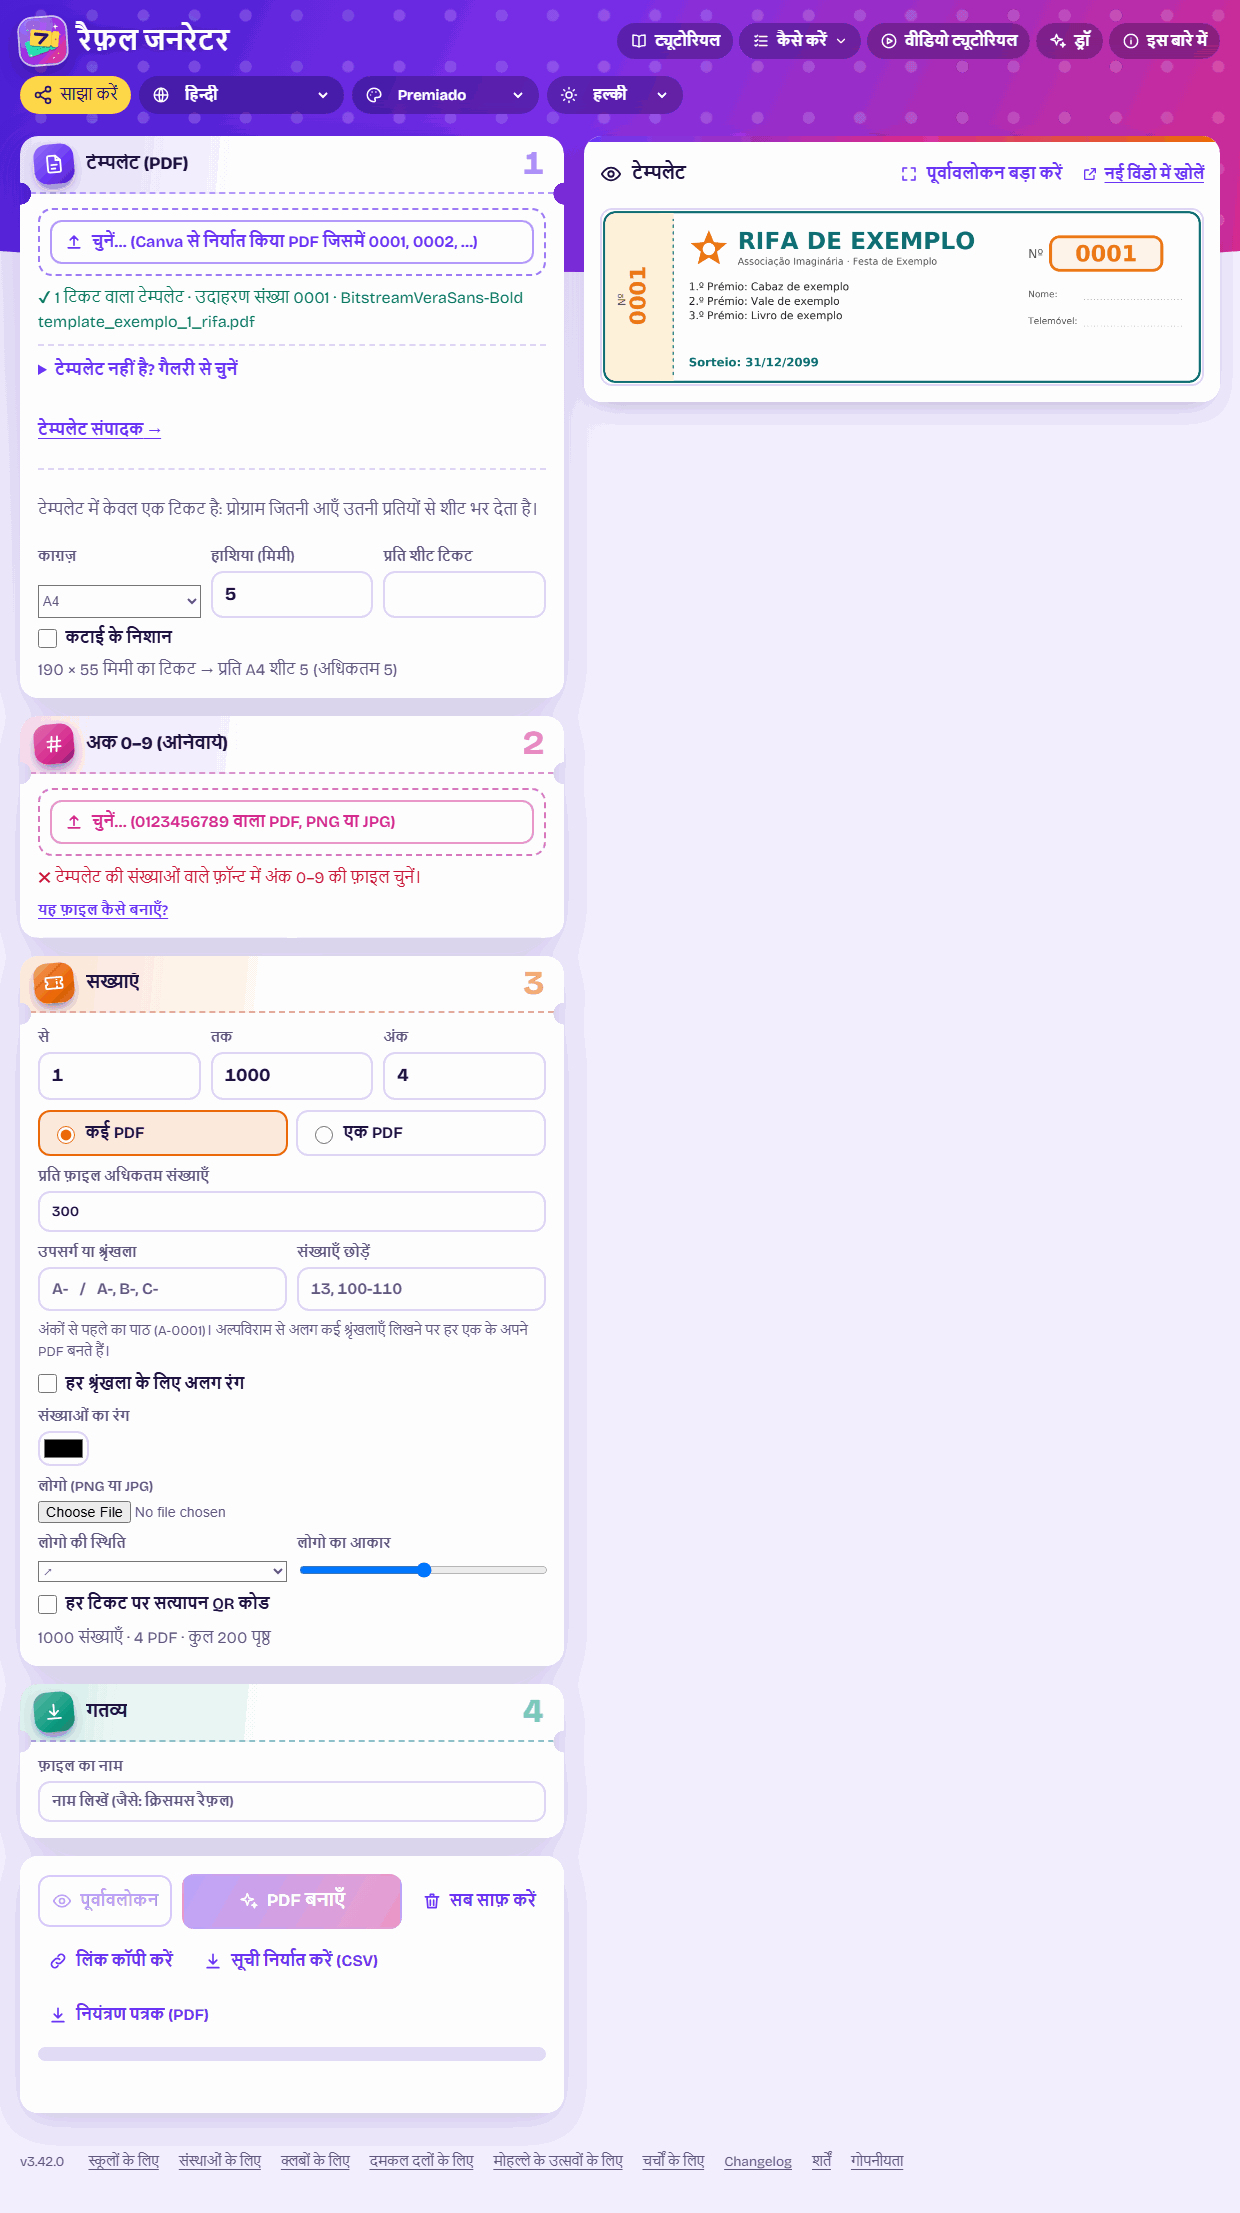 रैफ़ल जनरेटर
ट्यूटोरियल
कैसे करें
वीडियो ट्यूटोरियल
ड्रॉ
इस बारे में
साझा करें
हिन्दी
Premiado
हल्की
टेम्पलेट (PDF)
1
चुनें… (Canva से निर्यात किया PDF जिसमें 0001, 0002, …)
✓ 1 टिकट वाला टेम्पलेट · उदाहरण संख्या 0001 · BitstreamVeraSans-Bold
template_exemplo_1_rifa.pdf
टेम्पलेट नहीं है? गैलरी से चुनें
टेम्पलेट संपादक →
टेम्पलेट में केवल एक टिकट है: प्रोग्राम जितनी आएँ उतनी प्रतियों से शीट भर देता है।
काग़ज़
हाशिया (मिमी)
प्रति शीट टिकट
A4
5
कटाई के निशान
190 × 55 मिमी का टिकट → प्रति A4 शीट 5 (अधिकतम 5)
अंक 0–9 (अनिवार्य)
2
चुनें… (0123456789 वाला PDF, PNG या JPG)
✕ टेम्पलेट की संख्याओं वाले फ़ॉन्ट में अंक 0–9 की फ़ाइल चुनें।
यह फ़ाइल कैसे बनाएँ?
संख्याएँ
3
से
तक
अंक
1
1000
4
कई PDF
एक PDF
प्रति फ़ाइल अधिकतम संख्याएँ
300
उपसर्ग या श्रृंखला
संख्याएँ छोड़ें
A- / A-, B-, C-
13, 100-110
अंकों से पहले का पाठ (A-0001)। अल्पविराम से अलग कई श्रृंखलाएँ लिखने पर हर एक के अपने
PDF बनते हैं।
हर श्रृंखला के लिए अलग रंग
संख्याओं का रंग
लोगो (PNG या JPG)
Choose File No file chosen
लोगो की स्थिति
लोगो का आकार
↗
हर टिकट पर सत्यापन QR कोड
1000 संख्याएँ · 4 PDF · कुल 200 पृष्ठ
गंतव्य
4
फ़ाइल का नाम
नाम लिखें (जैसे: क्रिसमस रैफ़ल)
पूर्वावलोकन
PDF बनाएँ
सब साफ़ करें
लिंक कॉपी करें
सूची निर्यात करें (CSV)
नियंत्रण पत्रक (PDF)
टेम्पलेट
पूर्वावलोकन बड़ा करें
नई विंडो में खोलें
Nº 0001
RIFA DE EXEMPLO
Associação Imaginária · Festa de Exemplo
1.º Prémio: Cabaz de exemplo
2.º Prémio: Vale de exemplo
3.º Prémio: Livro de exemplo
Sorteio: 31/12/2099
Nº 0001
Nome:
Telemóvel:
v3.42.0
स्कूलों के लिए
संस्थाओं के लिए
क्लबों के लिए
दमकल दलों के लिए
मोहल्ले के उत्सवों के लिए
चर्चों के लिए
Changelog
शर्तें
गोपनीयता